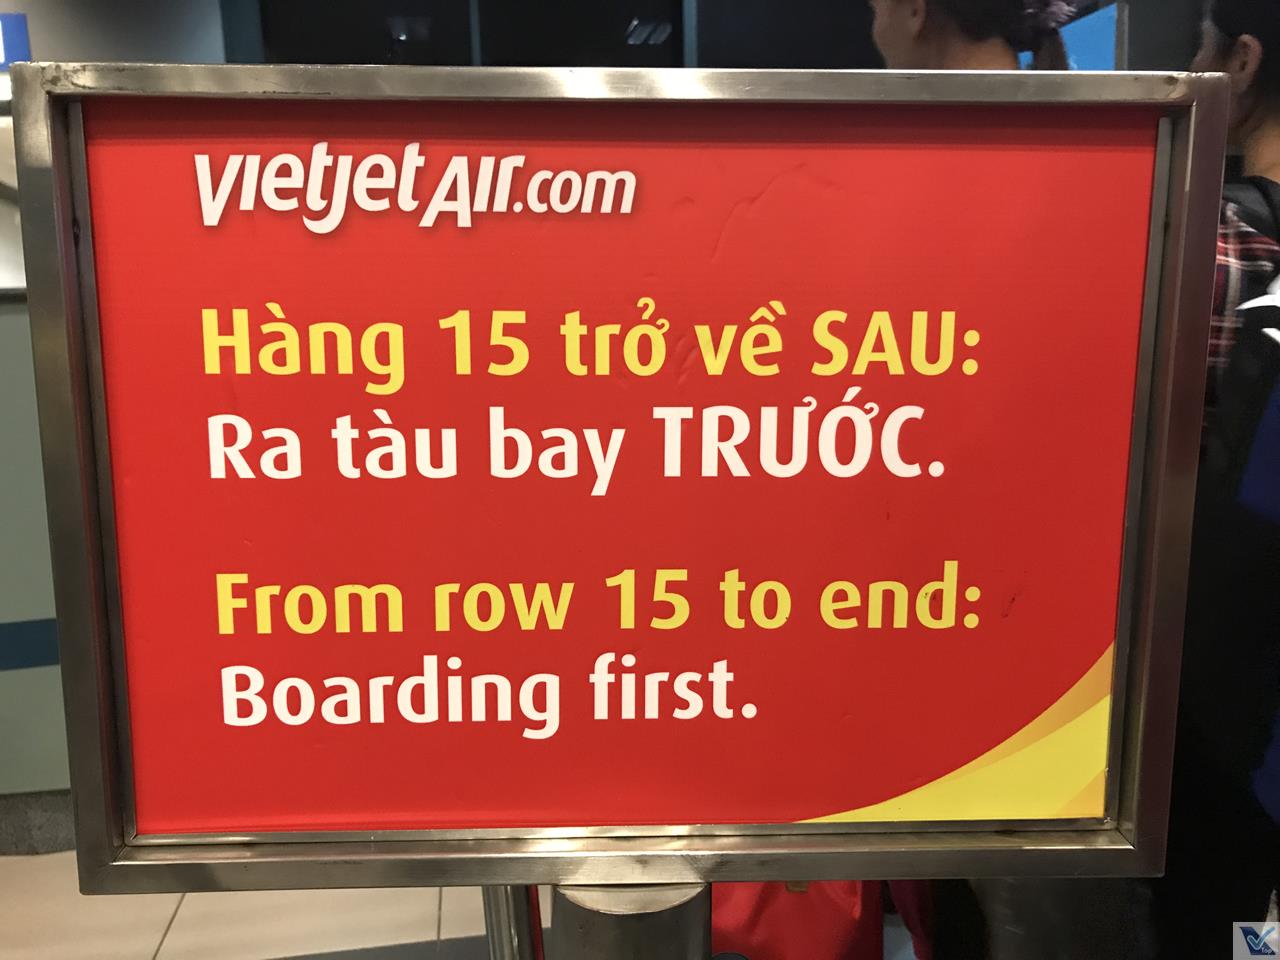 vietjetAir.com
Hàng 15 trở về SAU:
Ra tàu bay TRƯỚC.
From row 15 to end:
Boarding first.